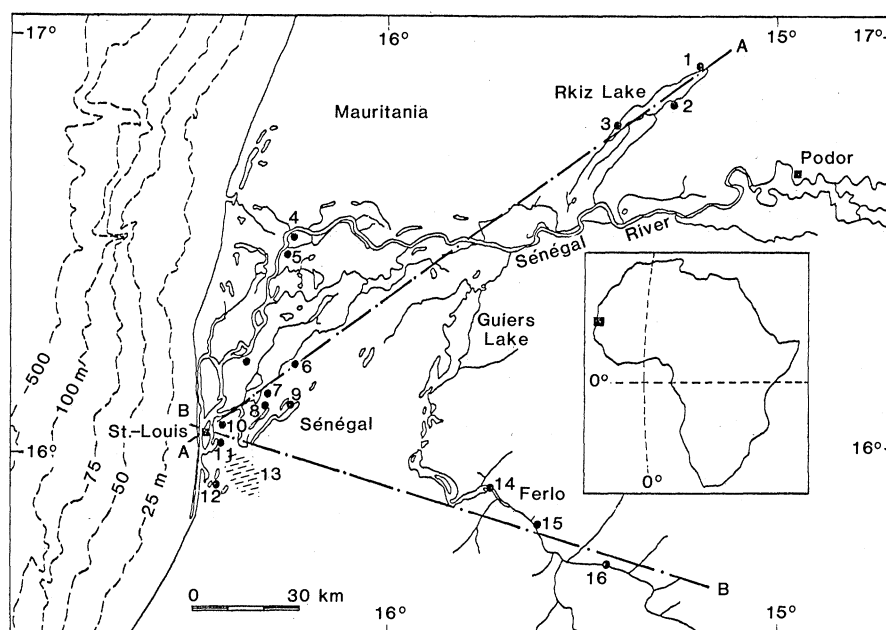 17°
16°
15°
17°
A
1
Rkiz Lake
2
Mauritania
3
Podor
4
Sénégal River
5
Guiers
Lake
6
500
100 m
7
8
9
0°
B
10
Sénégal
St.-Louis
A
11
16°
16°
75
50
25 m
13
12
14
Ferlo
0°
15
16
B
0 30 km
16°
15°